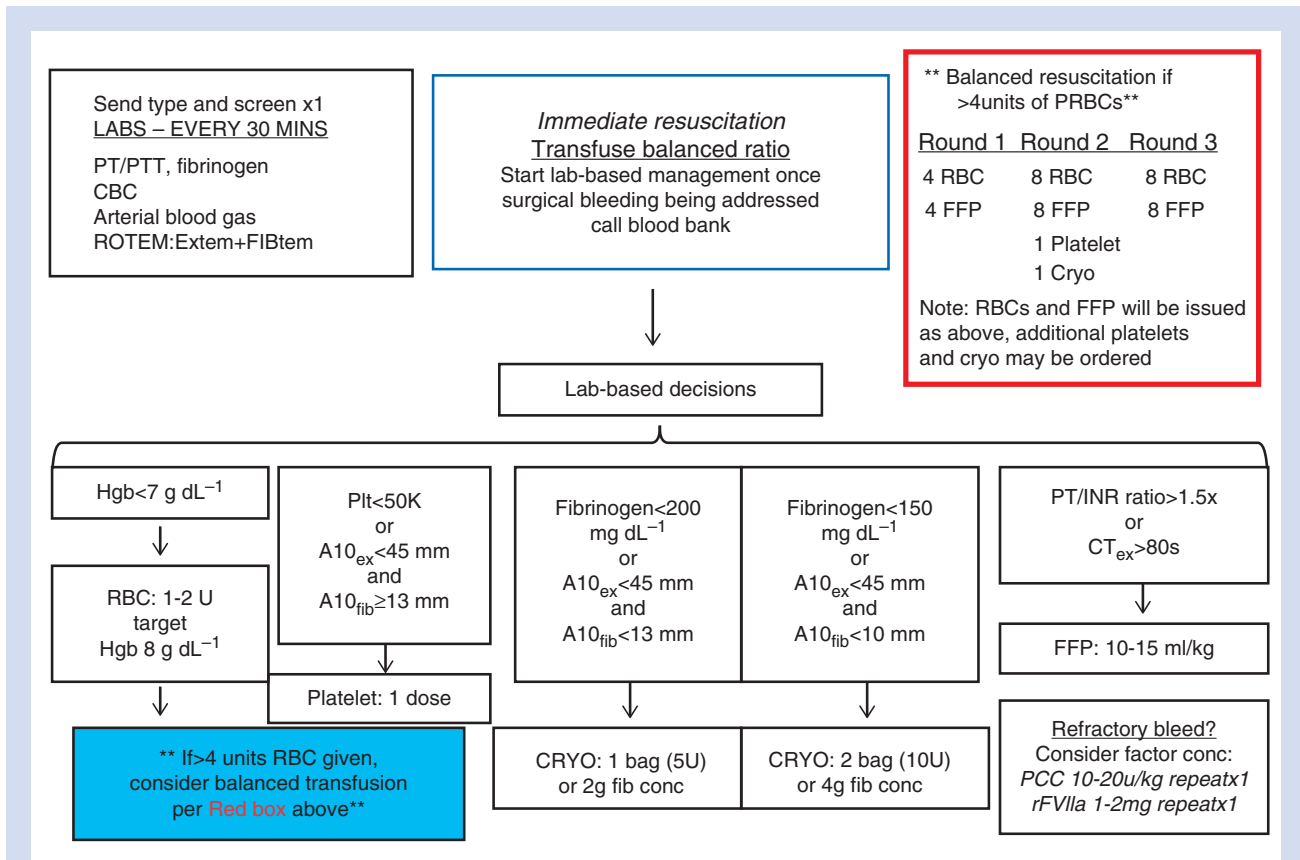 Send type and screen x1
LABS – EVERY 30 MINS
PT/PTT, fibrinogen
CBC
Arterial blood gas
ROTEM:Extem+FIBtem
Immediate resuscitation
Transfuse balanced ratio
Start lab-based management once
surgical bleeding being addressed
call blood bank
** Balanced resuscitation if
>4units of PRBCs**
Round 1 Round 2 Round 3
4 RBC 8 RBC 8 RBC
4 FFP 8 FFP 8 FFP
1 Platelet
1 Cryo
Note: RBCs and FFP will be issued
as above, additional platelets
and cryo may be ordered
Lab-based decisions
Hgb<7 g dL⁻¹
RBC: 1-2 U
target
Hgb 8 g dL⁻¹
** If>4 units RBC given,
consider balanced transfusion
per Red box above**
Plt<50K
or
A10ex<45 mm
and
A10fib≥13 mm
Platelet: 1 dose
Fibrinogen<200
mg dL⁻¹
or
A10ex<45 mm
and
A10fib<13 mm
CRYO: 1 bag (5U)
or 2g fib conc
Fibrinogen<150
mg dL⁻¹
or
A10ex<45 mm
and
A10fib<10 mm
CRYO: 2 bag (10U)
or 4g fib conc
PT/INR ratio>1.5x
or
CTex>80s
FFP: 10-15 ml/kg
Refractory bleed?
Consider factor conc:
PCC 10-20u/kg repeatx1
rFVIIa 1-2mg repeatx1